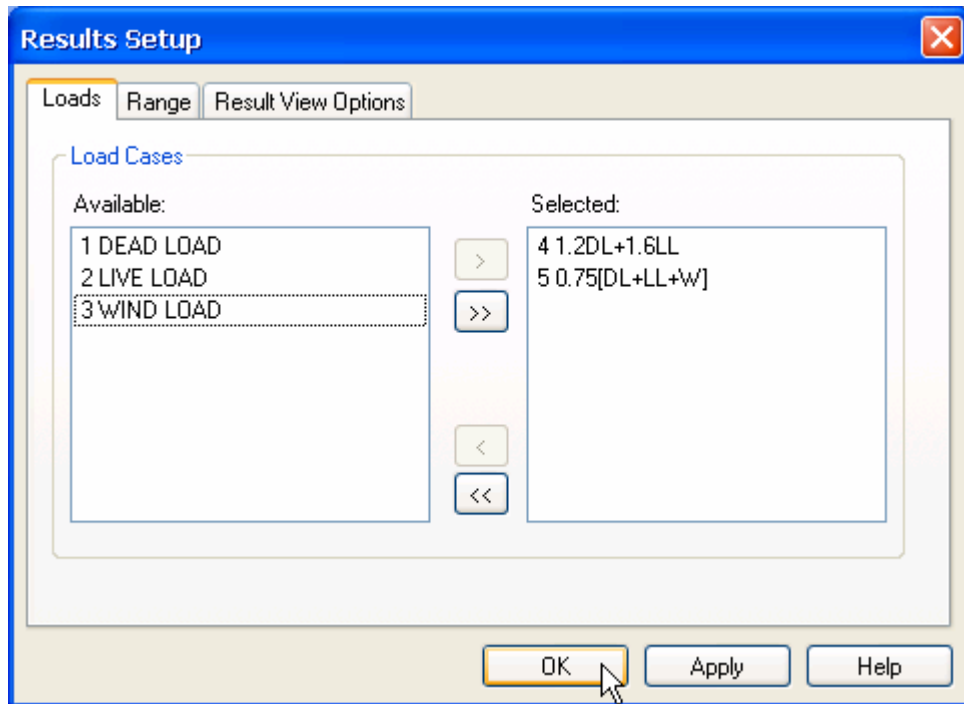 Results Setup
Loads Range Result View Options
Load Cases
Available:
1 DEAD LOAD
2 LIVE LOAD
3 WIND LOAD
>
>>
<
<<
Selected:
4 1.2DL+1.6LL
5 0.75[DL+LL+W]
OK Apply Help